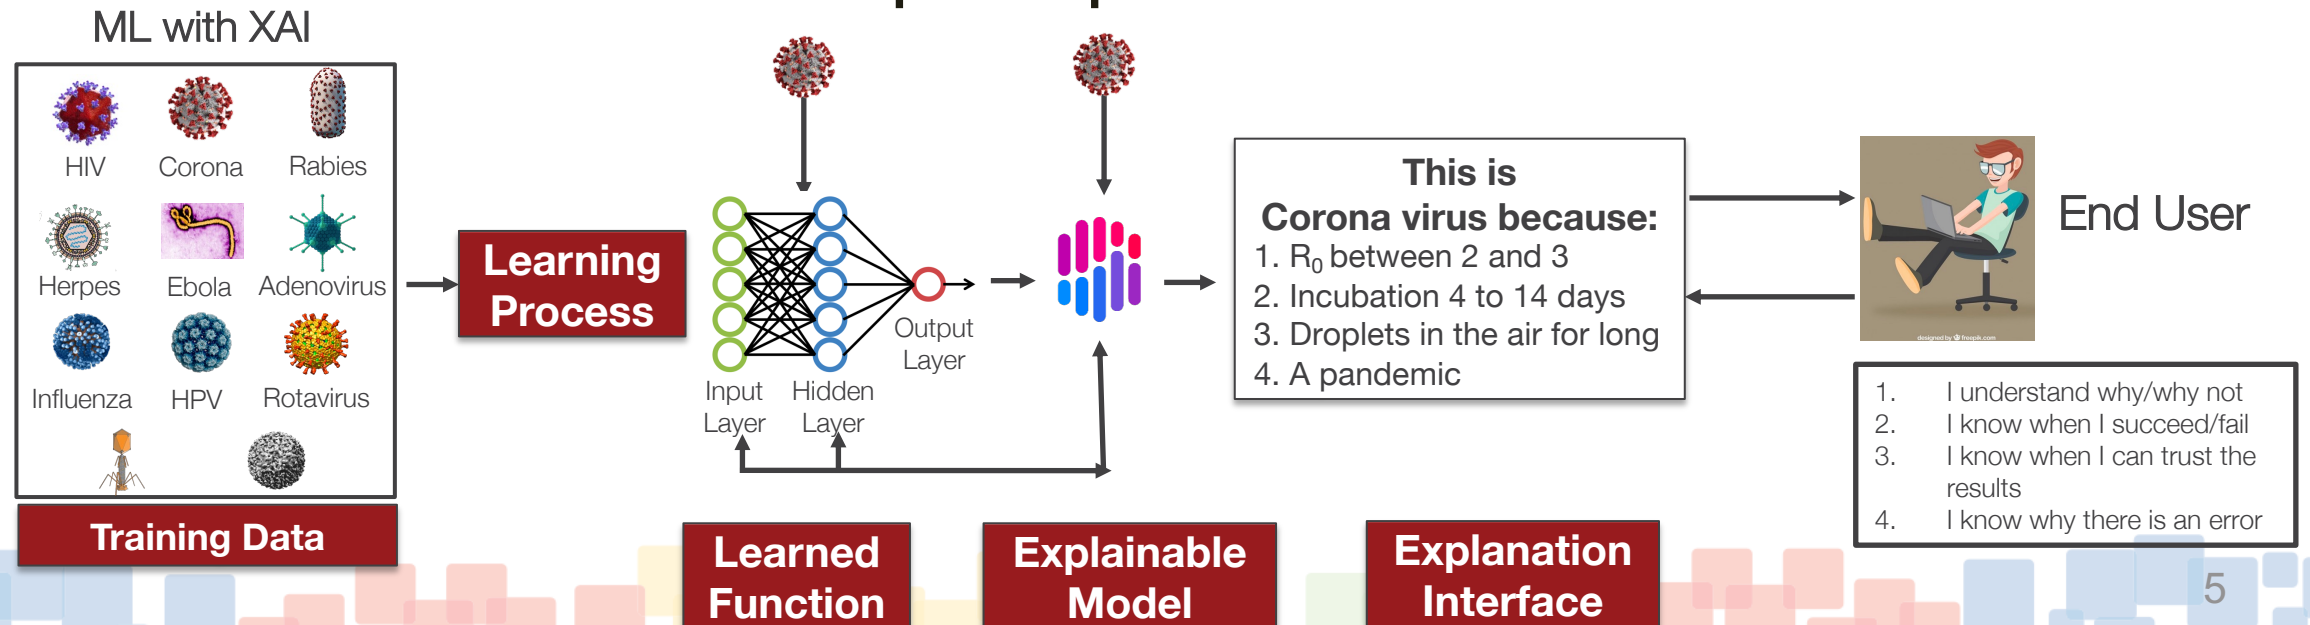 ML with XAI
HIV Corona Rabies
Herpes Ebola Adenovirus
Influenza HPV Rotavirus
Training Data
Learning
Process
Input
Layer
Hidden
Layer
Output
Layer
Learned
Function
Explainable
Model
This is
Corona virus because:
1. R₀ between 2 and 3
2. Incubation 4 to 14 days
3. Droplets in the air for long
4. A pandemic
Explanation
Interface
designed by freepik.com
End User
1. I understand why/why not
2. I know when I succeed/fail
3. I know when I can trust the
results
4. I know why there is an error
5